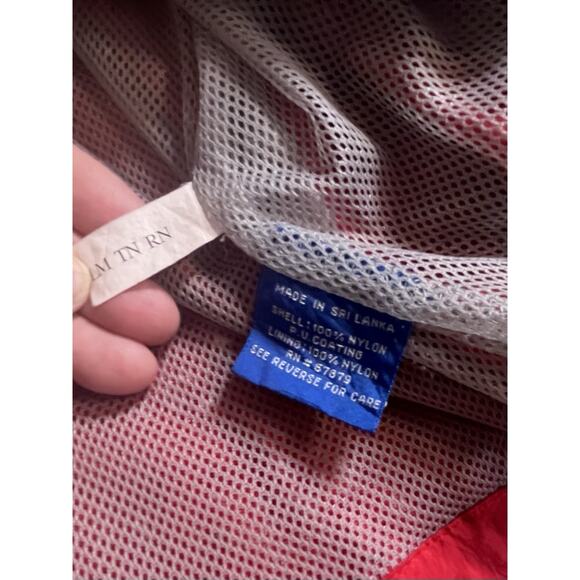 M TN RN
MADE IN SRI LANKA
SHELL: 100% NYLON
P.U. COATING
LINING: 100% NYLON
RN # 67879
SEE REVERSE FOR CARE